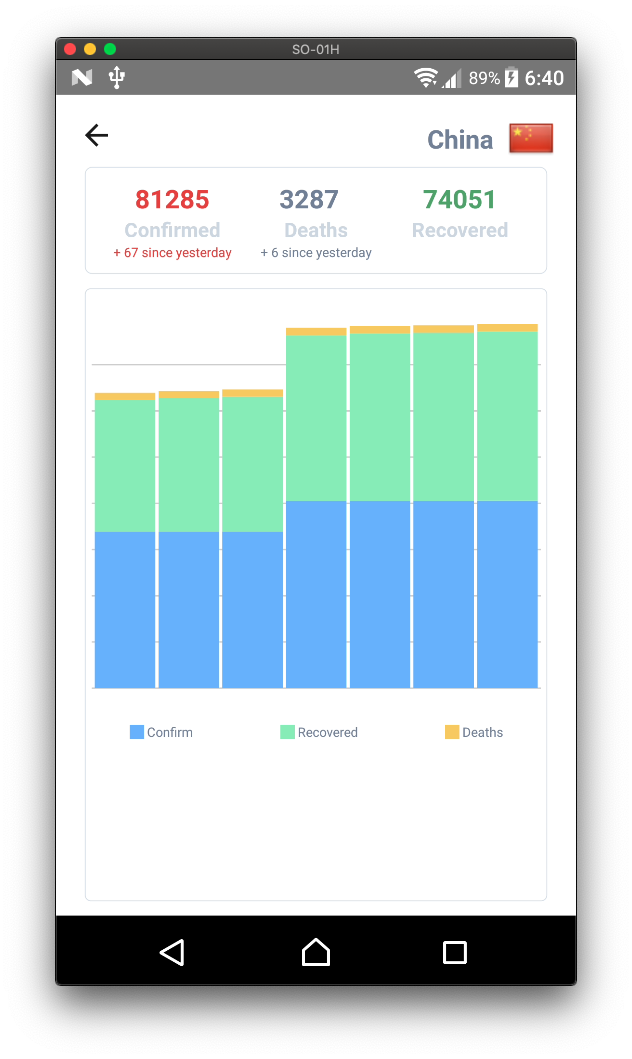 SO-01H
89% 6:40
China
81285 3287 74051
Confirmed Deaths Recovered
+ 67 since yesterday + 6 since yesterday
Confirm Recovered Deaths